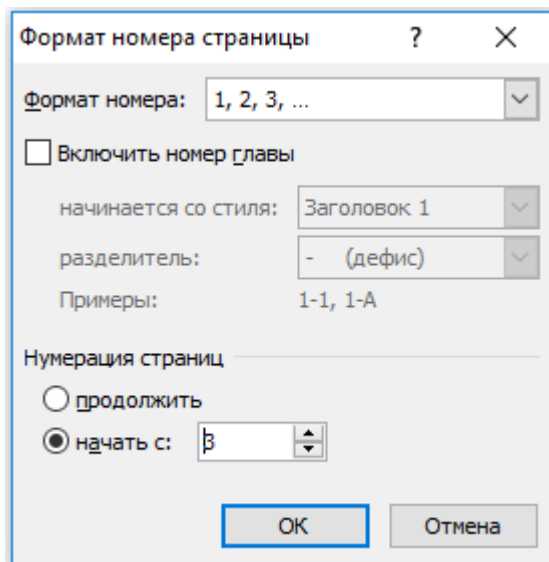 Формат номера страницы ?
Формат номера: 1, 2, 3, ...
Включить номер главы
начинается со стиля: Заголовок 1
разделитель: - (дефис)
Примеры: 1-1, 1-А
Нумерация страниц
продолжить
начать с: 3
ОК Отмена